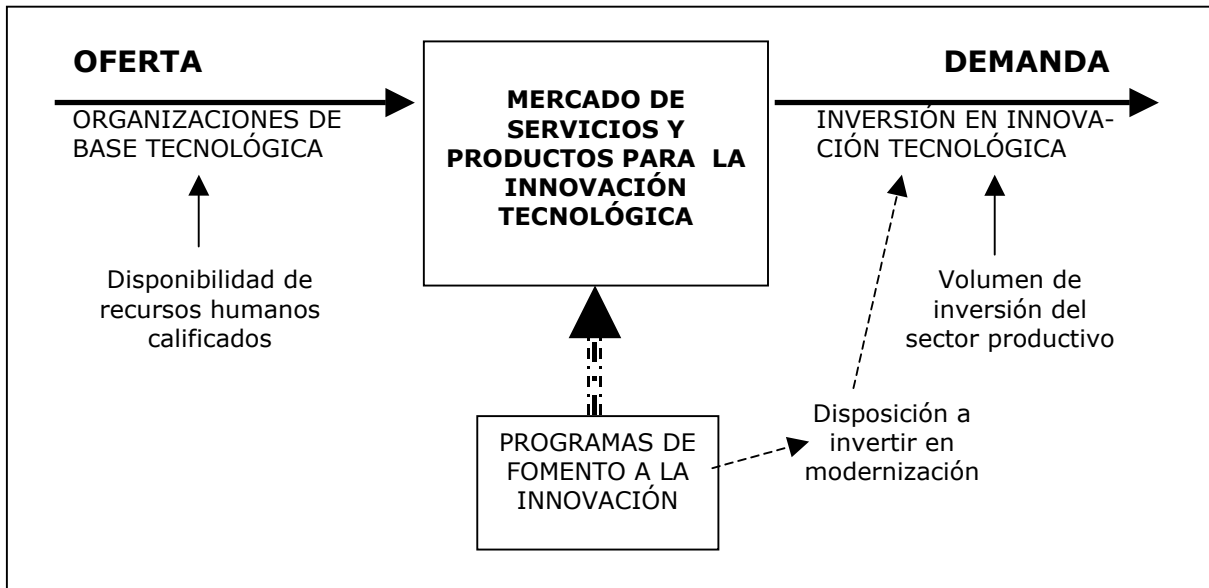 OFERTA
ORGANIZACIONES DE
BASE TECNOLÓGICA
Disponibilidad de
recursos humanos
calificados
MERCADO DE
SERVICIOS Y
PRODUCTOS PARA LA
INNOVACIÓN
TECNOLÓGICA
PROGRAMAS DE
FOMENTO A LA
INNOVACIÓN
DEMANDA
INVERSIÓN EN INNOVA-
CIÓN TECNOLÓGICA
Volumen de
inversión del
sector productivo
Disposición a
invertir en
modernización